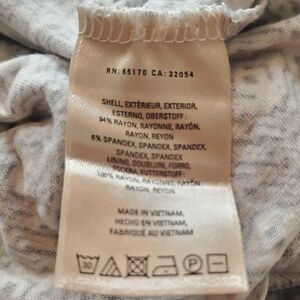 RN: 66170 CA: 32054
SHELL, EXTÉRIEUR, EXTERIOR,
ESTERNO, OBERSTOFF:
94% RAYON, RAYONNE, RAYÓN,
RAYON, REYON
6% SPANDEX, SPANDEX,
SPANDEX, SPANDEX
LINING, DOUBLURE, FORRO,
FODERA, FUTTERSTOFF:
100% RAYON, RAYONNE, RAYÓN,
RAYON, REYON
MADE IN VIETNAM,
HECHO EN VIETNAM,
FABRIQUÉ AU VIETNAM
30 P